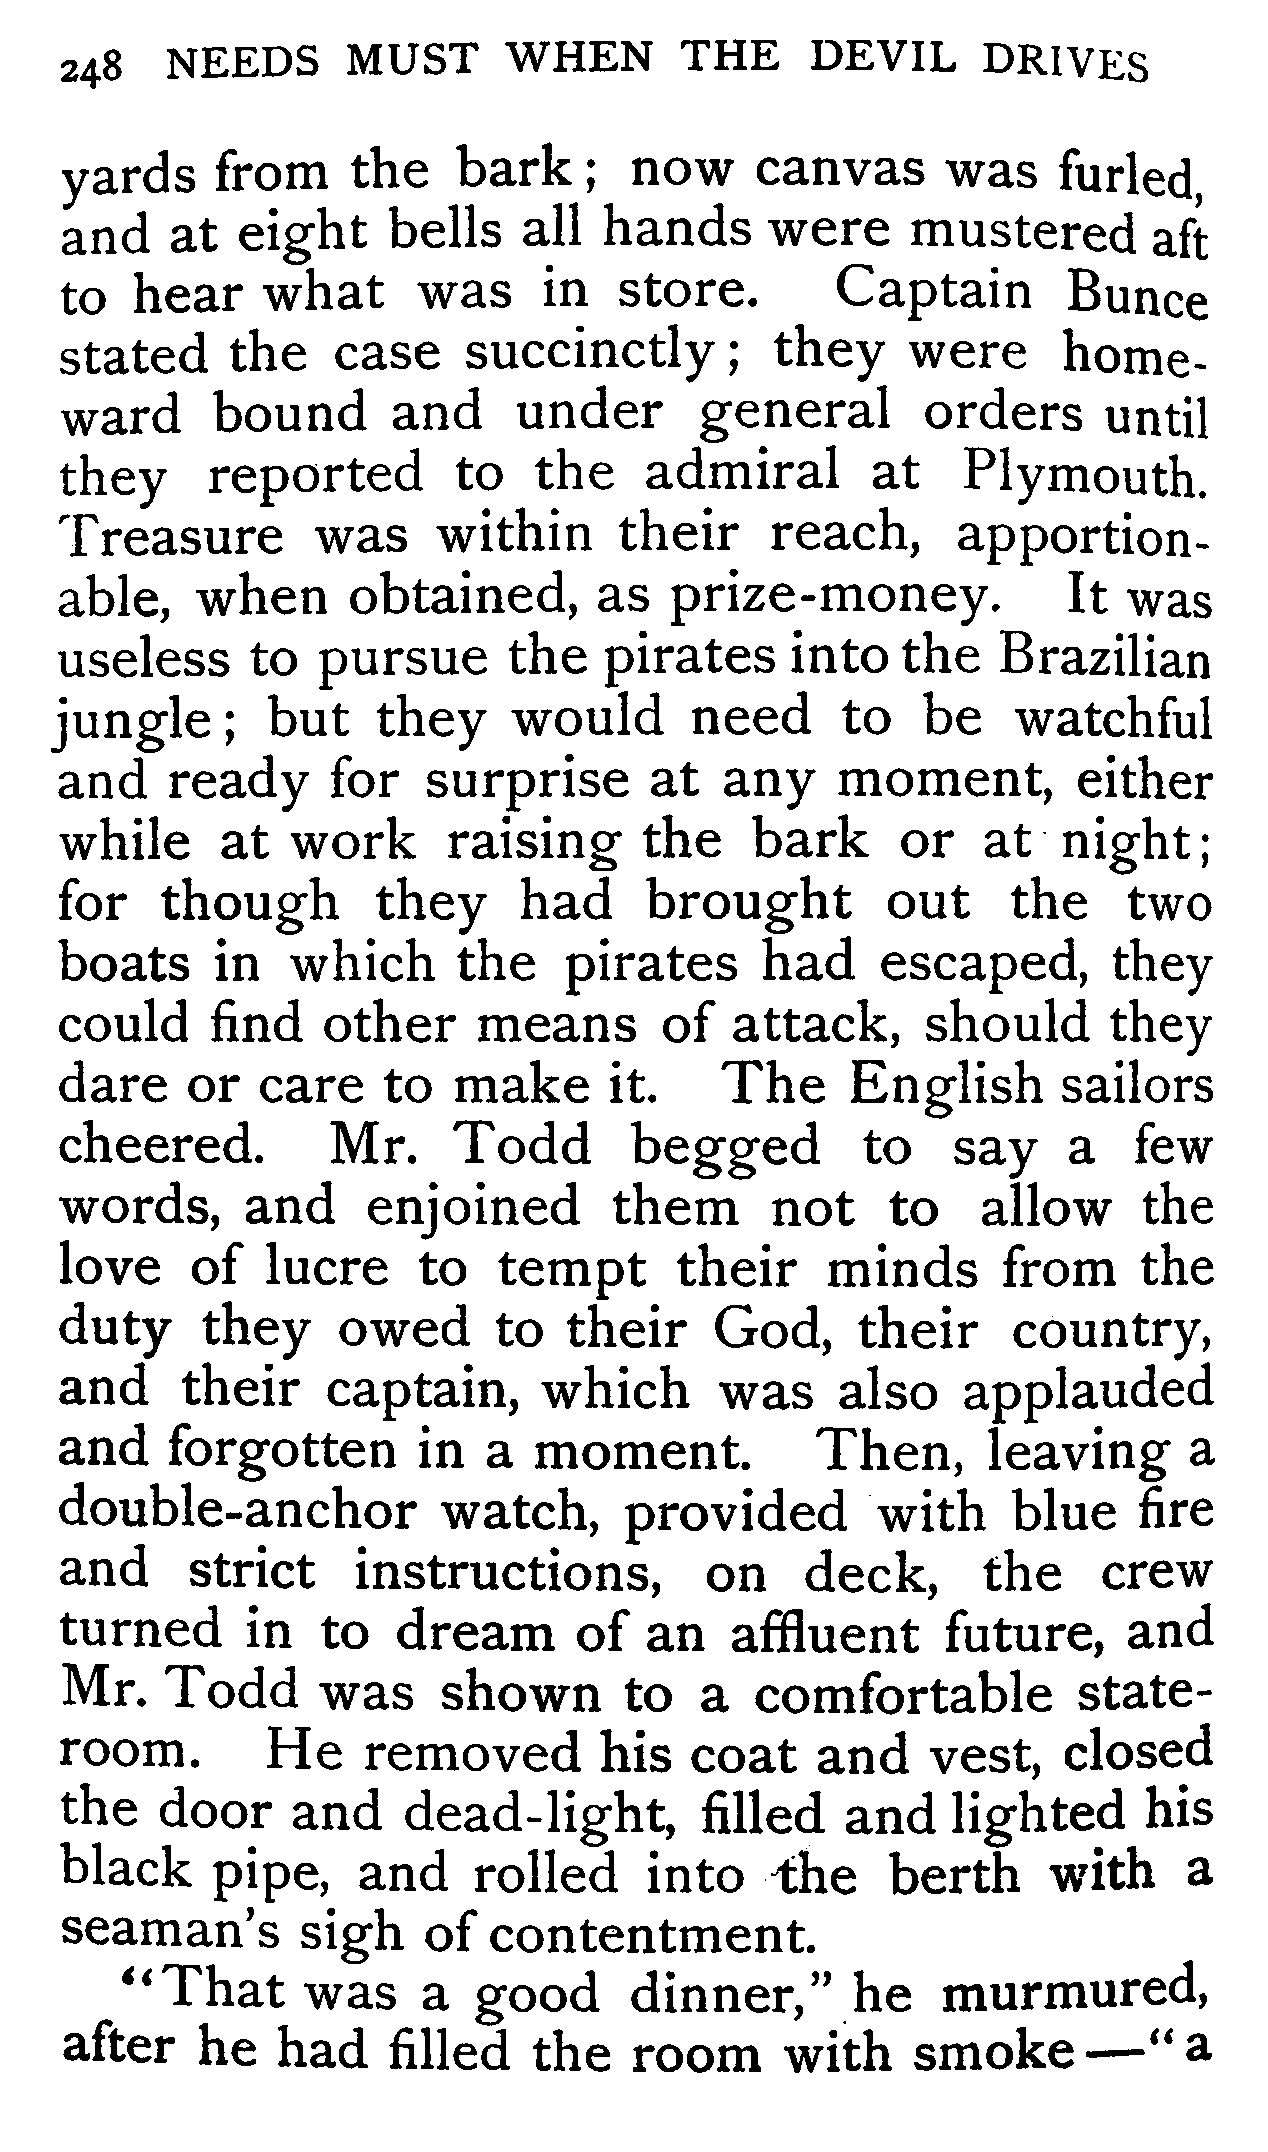 248 NEEDS MUST WHEN THE DEVIL DRIVES
yards from the bark; now canvas was furled,
and at eight bells all hands were mustered aft
to hear what was in store. Captain Bunce
stated the case succinctly; they were home-
ward bound and under general orders until
they reported to the admiral at Plymouth.
Treasure was within their reach, apportion-
able, when obtained, as prize-money. It was
useless to pursue the pirates into the Brazilian
jungle; but they would need to be watchful
and ready for surprise at any moment, either
while at work raising the bark or at night;
for though they had brought out the two
boats in which the pirates had escaped, they
could find other means of attack, should they
dare or care to make it. The English sailors
cheered. Mr. Todd begged to say a few
words, and enjoined them not to allow the
love of lucre to tempt their minds from the
duty they owed to their God, their country,
and their captain, which was also applauded
and forgotten in a moment. Then, leaving a
double-anchor watch, provided with blue fire
and strict instructions, on deck, the crew
turned in to dream of an affluent future, and
Mr. Todd was shown to a comfortable state-
room. He removed his coat and vest, closed
the door and dead-light, filled and lighted his
black pipe, and rolled into the berth with a
seaman's sigh of contentment.
“That was a good dinner,” he murmured,
after he had filled the room with smoke—“a